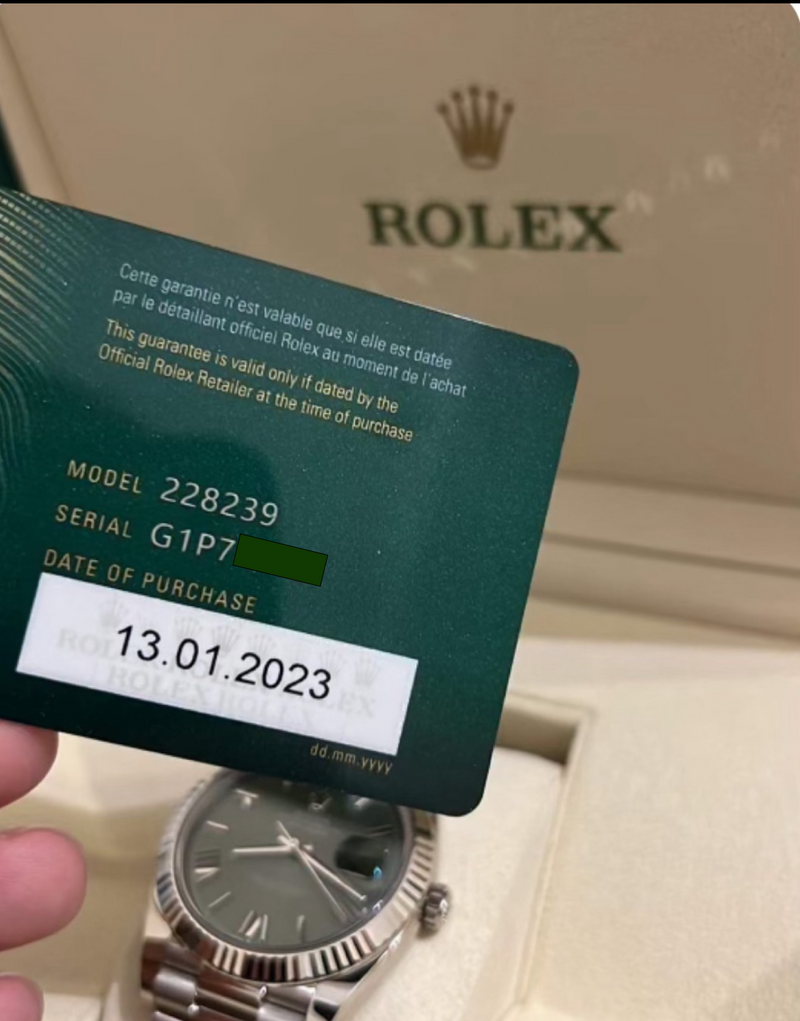 ROLEX
Cette garantie n'est valable que si elle est datée
par le détaillant officiel Rolex au moment de l'achat
This guarantee is valid only if dated by the
Official Rolex Retailer at the time of purchase
MODEL 228239
SERIAL G1P7
DATE OF PURCHASE
13.01.2023
dd.mm.yyyy